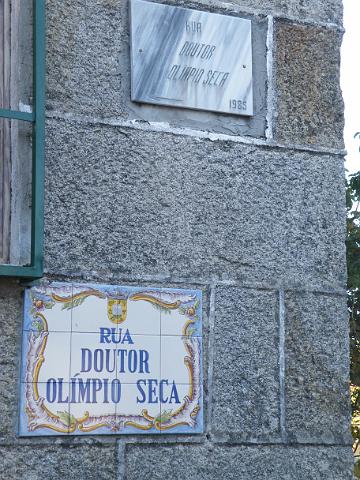 RUA
DOUTOR
OLÍMPIO SECA
1985
RUA
DOUTOR
OLÍMPIO SECA